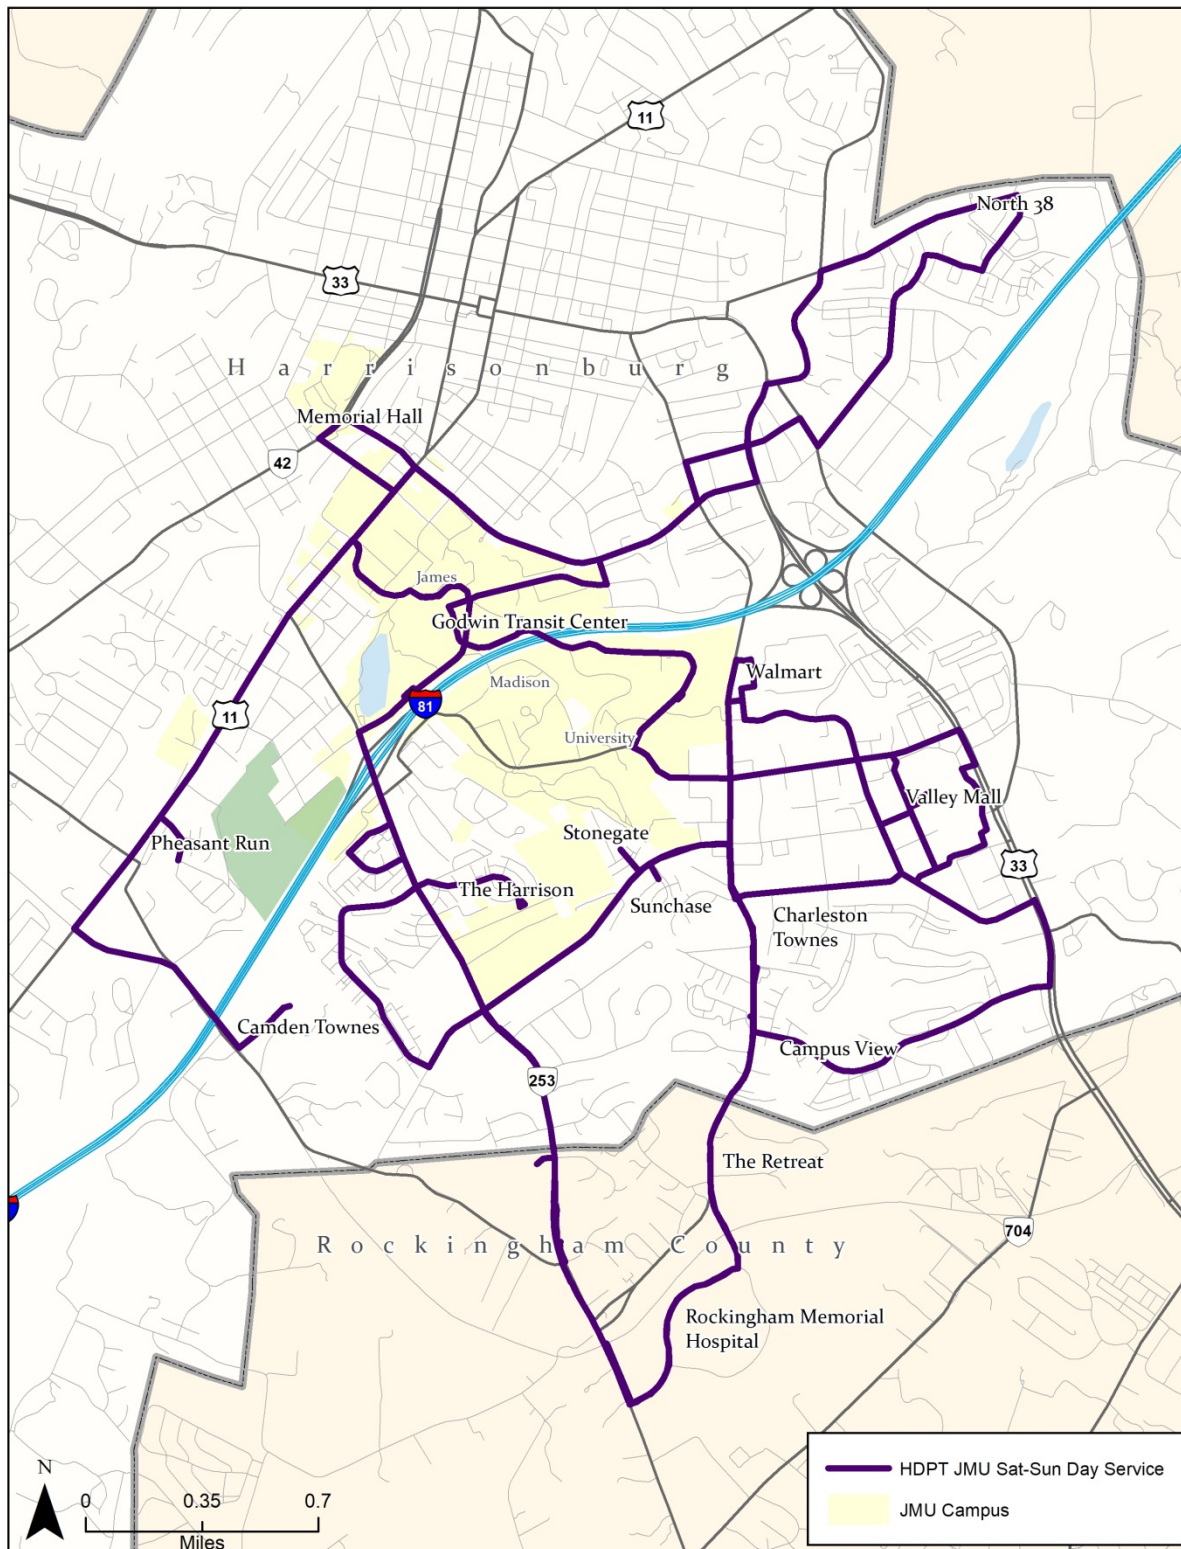 11
North 38
33
H a r r i s o n b u r g
Memorial Hall
42
James
Godwin Transit Center
Walmart
Madison
81
11
University
Valley Mall
Stonegate
Pheasant Run
33
The Harrison
Sunchase
Charleston
Townes
Camden Townes
Campus View
253
The Retreat
704
R o c k i n g h a m C o u n t y
Rockingham Memorial
Hospital
N
0 0.35 0.7
Miles
HDPT JMU Sat-Sun Day Service
JMU Campus